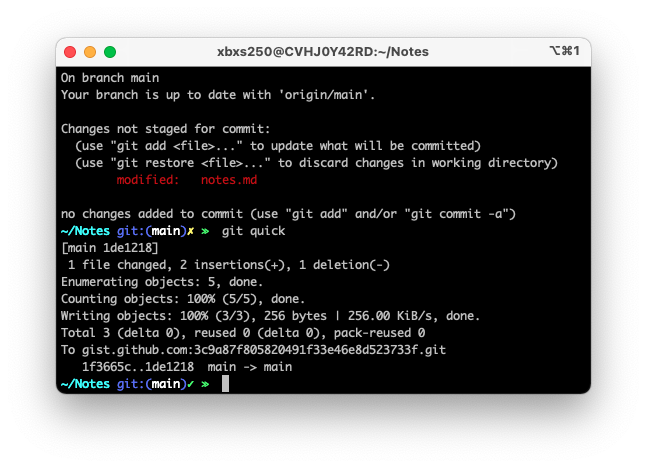 xbxs250@CVHJ0Y42RD:~/Notes ⌥⌘1
On branch main
Your branch is up to date with 'origin/main'.
Changes not staged for commit:
(use "git add <file>..." to update what will be committed)
(use "git restore <file>..." to discard changes in working directory)
modified: notes.md
no changes added to commit (use "git add" and/or "git commit -a")
~/Notes git:(main)✗ » git quick
[main 1de1218]
1 file changed, 2 insertions(+), 1 deletion(-)
Enumerating objects: 5, done.
Counting objects: 100% (5/5), done.
Writing objects: 100% (3/3), 256 bytes | 256.00 KiB/s, done.
Total 3 (delta 0), reused 0 (delta 0), pack-reused 0
To gist.github.com:3c9a87f805820491f33e46e8d523733f.git
1f3665c..1de1218 main -> main
~/Notes git:(main)✓ »